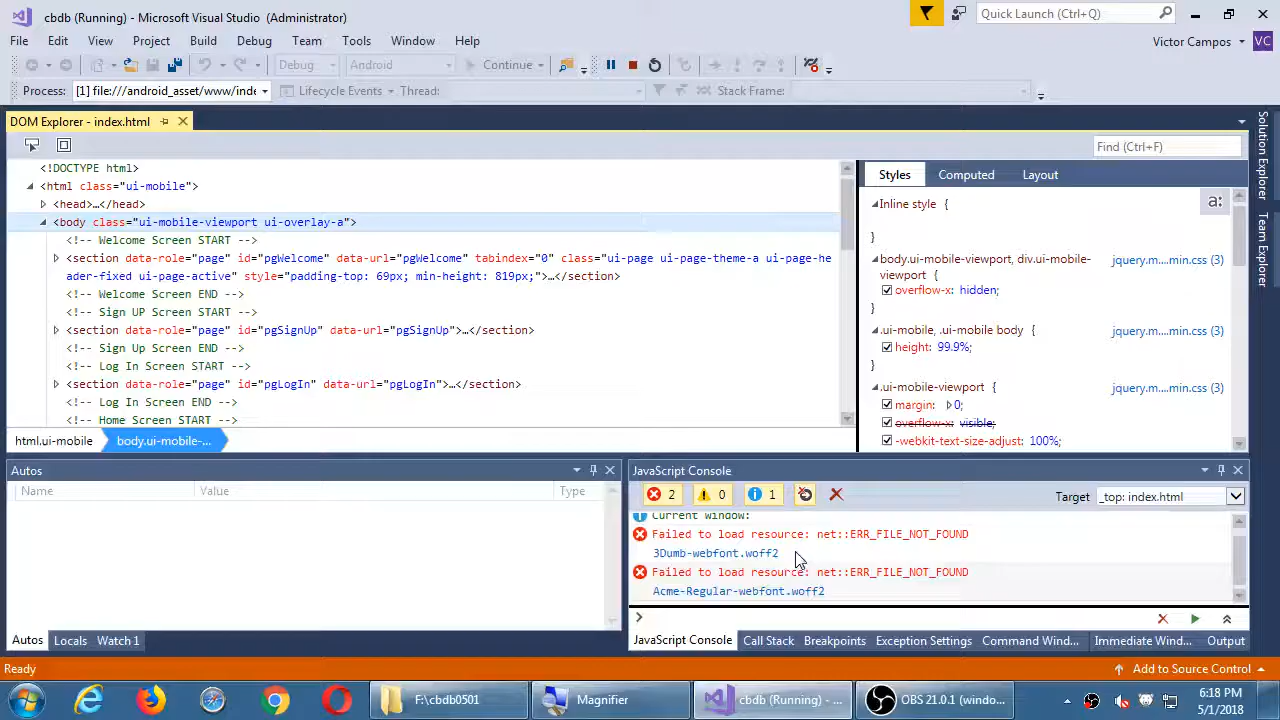 cbdb (Running) - Microsoft Visual Studio (Administrator)
Quick Launch (Ctrl+Q)
File Edit View Project Build Debug Team Tools Window Help
Victor Campos VC
Debug Android Continue
Process: [1] file:///android_asset/www/inde Lifecycle Events Thread: Stack Frame:
DOM Explorer - index.html
Find (Ctrl+F)
<!DOCTYPE html>
<html class="ui-mobile">
<head>…</head>
<body class="ui-mobile-viewport ui-overlay-a">
<!-- Welcome Screen START -->
<section data-role="page" id="pgWelcome" data-url="pgWelcome" tabindex="0" class="ui-page ui-page-theme-a ui-page-he
ader-fixed ui-page-active" style="padding-top: 69px; min-height: 819px;">…</section>
<!-- Welcome Screen END -->
<!-- Sign UP Screen START -->
<section data-role="page" id="pgSignUp" data-url="pgSignUp">…</section>
<!-- Sign Up Screen END -->
<!-- Log In Screen START -->
<section data-role="page" id="pgLogIn" data-url="pgLogIn">…</section>
<!-- Log In Screen END -->
<!-- Home Screen START -->
html.ui-mobile body.ui-mobile-...
Styles Computed Layout
Inline style {
a:
}
body.ui-mobile-viewport, div.ui-mobile- jquery.m....min.css (3)
viewport {
overflow-x: hidden;
}
.ui-mobile, .ui-mobile body { jquery.m....min.css (3)
height: 99.9%;
}
.ui-mobile-viewport { jquery.m....min.css (3)
margin: 0;
overflow-x: visible;
-webkit-text-size-adjust: 100%;
Autos
Name Value Type
JavaScript Console
2 0 1 Target _top: index.html
Current window:
Failed to load resource: net::ERR_FILE_NOT_FOUND
3Dumb-webfont.woff2
Failed to load resource: net::ERR_FILE_NOT_FOUND
Acme-Regular-webfont.woff2
Autos Locals Watch 1
JavaScript Console Call Stack Breakpoints Exception Settings Command Wind... Immediate Wind... Output
Solution Explorer
Team Explorer
Ready
Add to Source Control
F:\cbdb0501 Magnifier cbdb (Running) - ... OBS 21.0.1 (windo...
6:18 PM
5/1/2018